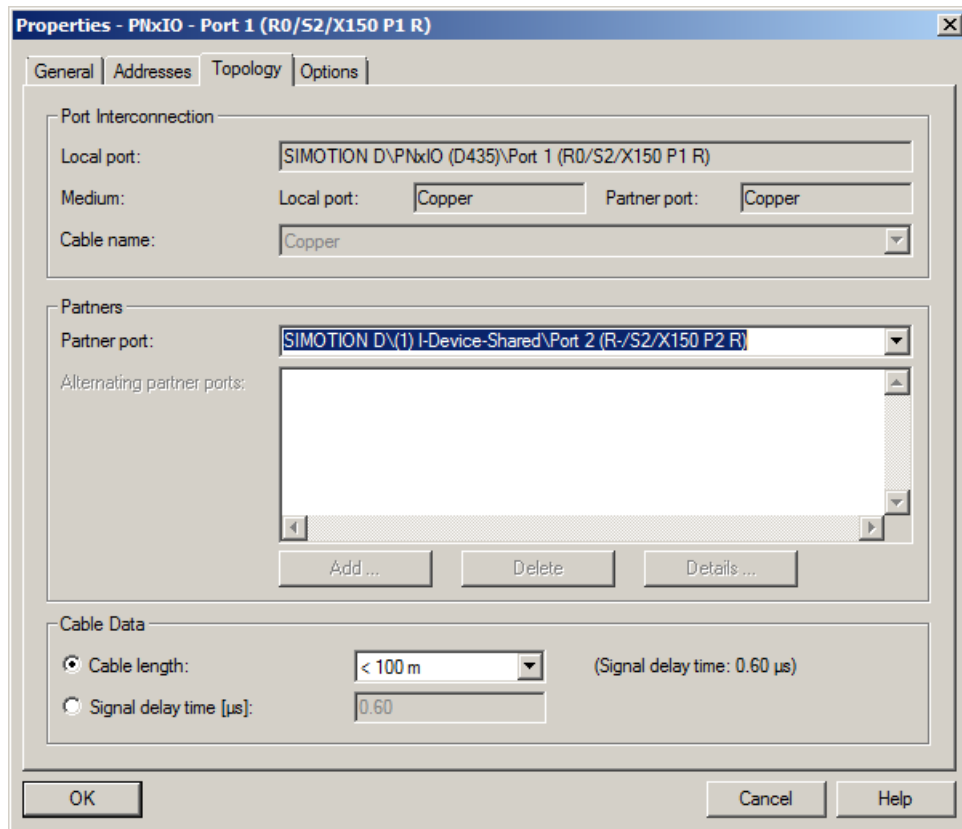 Properties - PNxIO - Port 1 (R0/S2/X150 P1 R)
General Addresses Topology Options
Port Interconnection
Local port: SIMOTION D\PNxIO (D435)\Port 1 (R0/S2/X150 P1 R)
Medium: Local port: Copper Partner port: Copper
Cable name: Copper
Partners
Partner port: SIMOTION D\(1) I-Device-Shared\Port 2 (R-/S2/X150 P2 R)
Alternating partner ports:
Add ... Delete Details ...
Cable Data
Cable length: < 100 m (Signal delay time: 0.60 µs)
Signal delay time [µs]: 0.60
OK Cancel Help